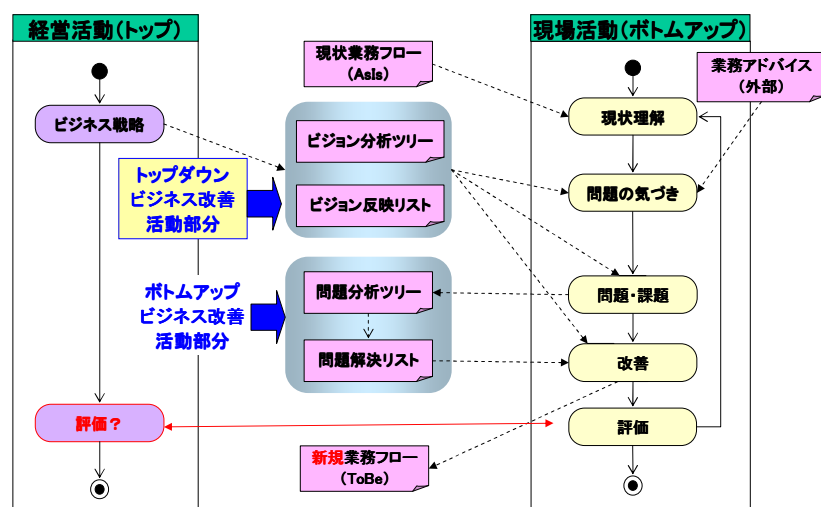 経営活動(トップ)
ビジネス戦略
トップダウン
ビジネス改善
活動部分
ボトムアップ
ビジネス改善
活動部分
評価?
現状業務フロー
(AsIs)
ビジョン分析ツリー
ビジョン反映リスト
問題分析ツリー
問題解決リスト
新規業務フロー
(ToBe)
現場活動(ボトムアップ)
業務アドバイス
(外部)
現状理解
問題の気づき
問題・課題
改善
評価